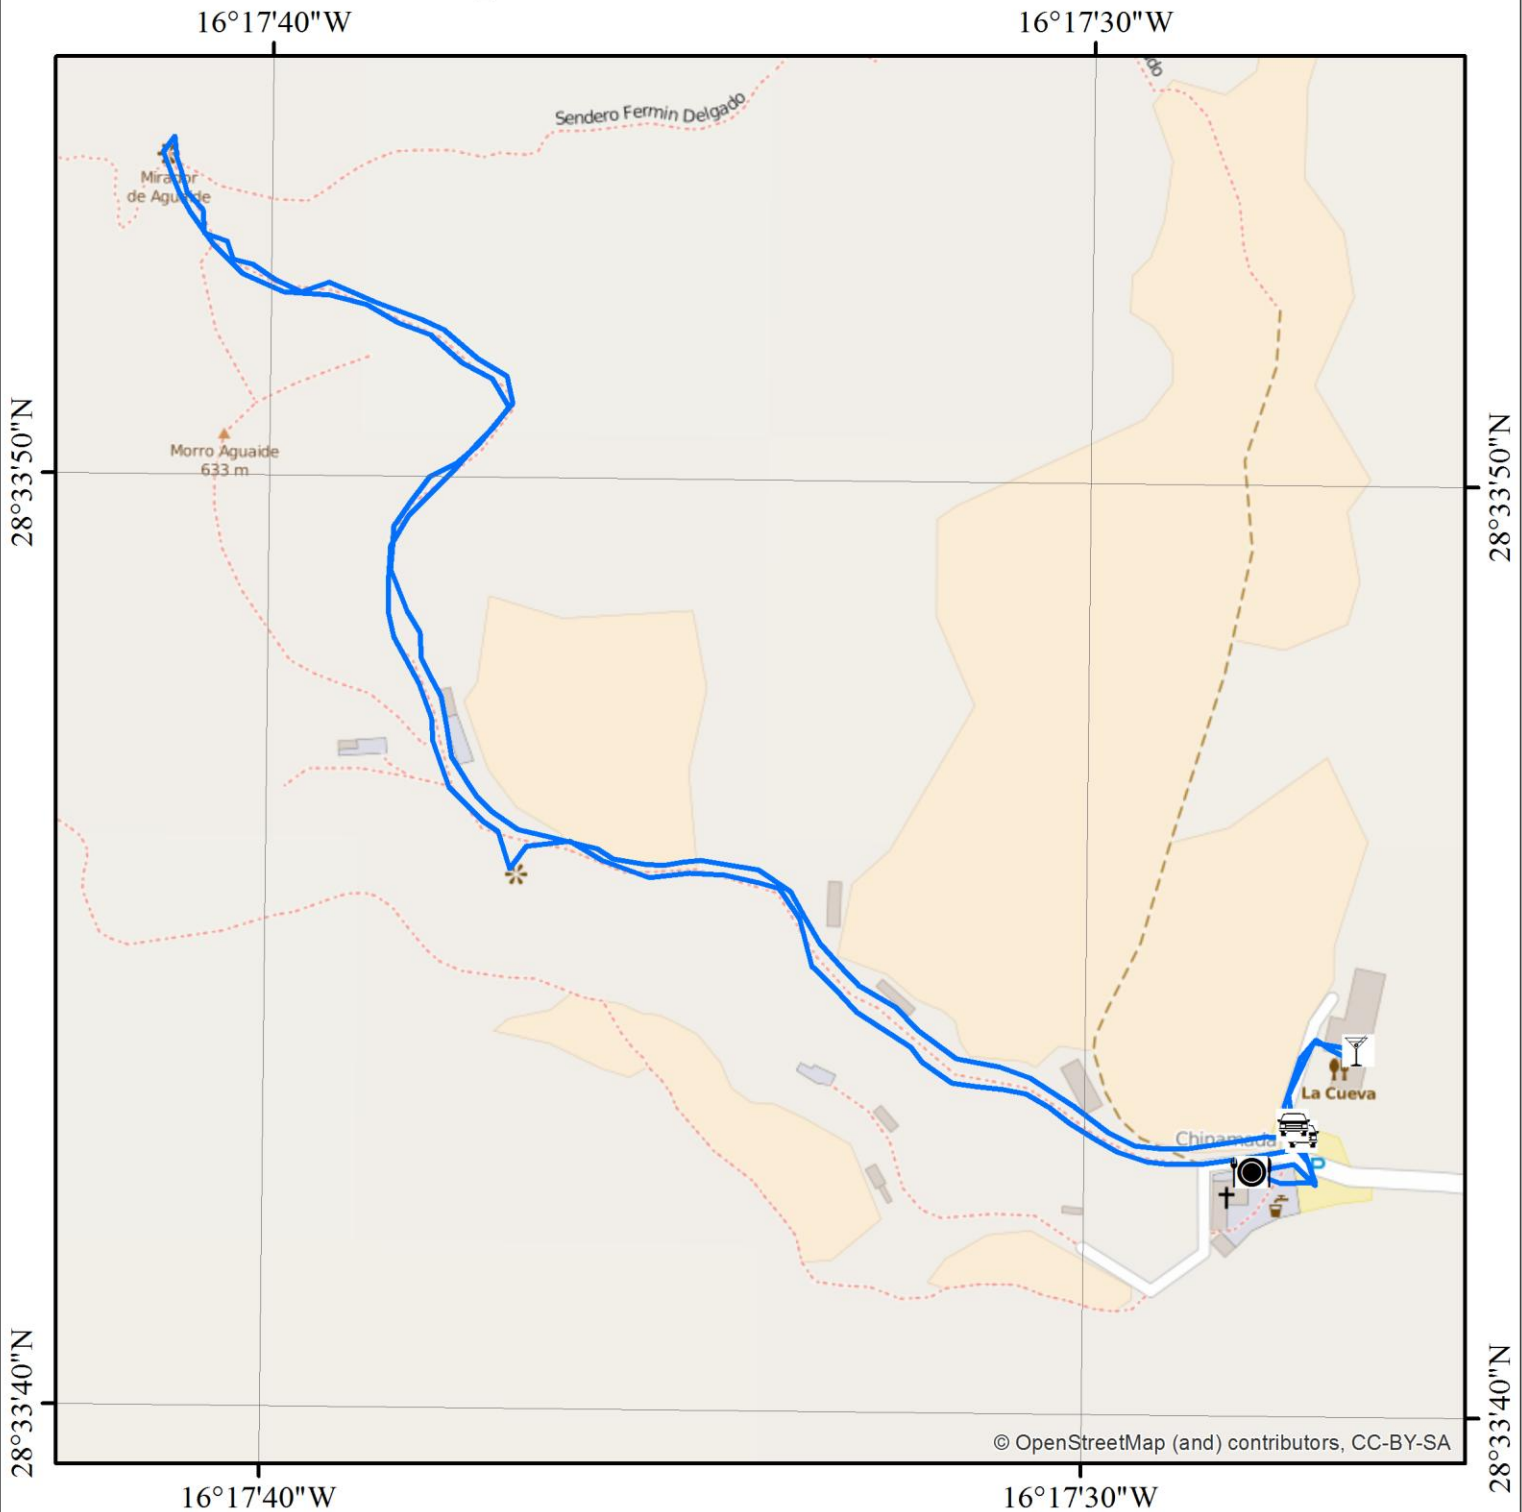 16°17'40"W
16°17'30"W
Sendero Fermin Delgado
do
Mirador
de Aguaide
28°33'50"N
28°33'50"N
Morro Aguaide
633 m
La Cueva
Chinamada
P
28°33'40"N
28°33'40"N
© OpenStreetMap (and) contributors, CC-BY-SA
16°17'40"W
16°17'30"W